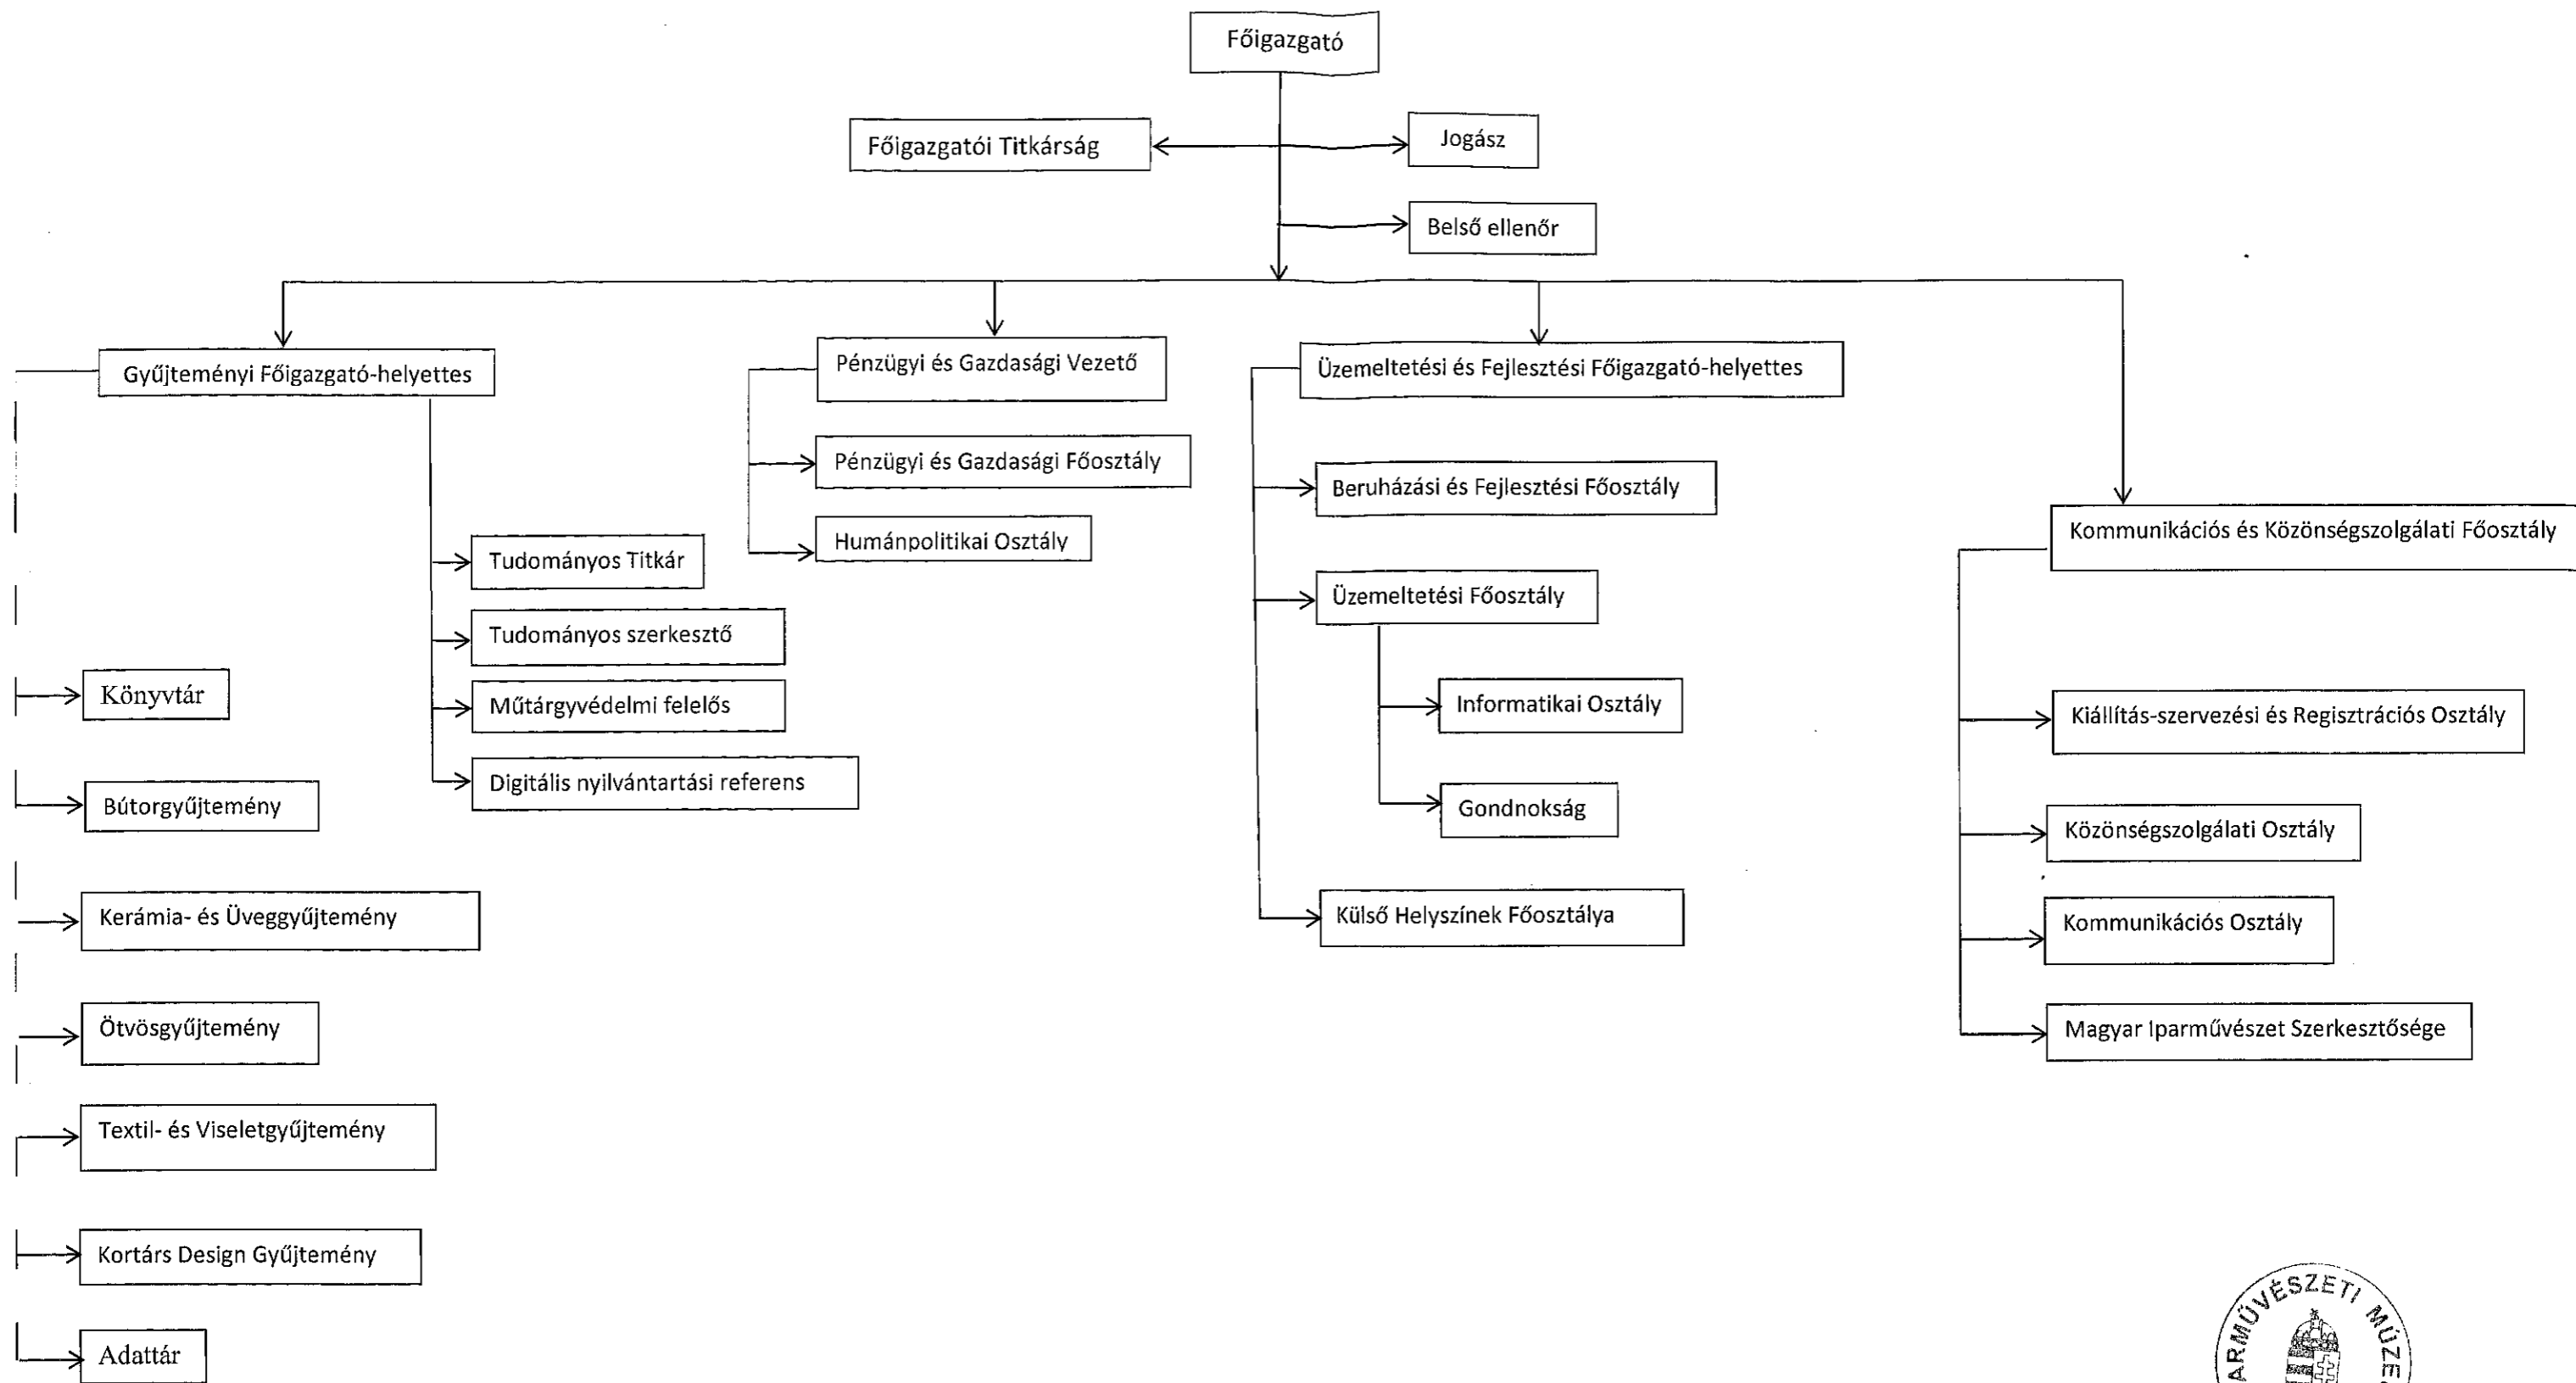 Főigazgató
Főigazgatói Titkárság
Jogász
Belső ellenőr
Gyűjteményi Főigazgató-helyettes
Tudományos Titkár
Tudományos szerkesztő
Műtárgyvédelmi felelős
Digitális nyilvántartási referens
Könyvtár
Bútorgyűjtemény
Kerámia- és Üveggyűjtemény
Ötvösgyűjtemény
Textil- és Viseletgyűjtemény
Kortárs Design Gyűjtemény
Adattár
Pénzügyi és Gazdasági Vezető
Pénzügyi és Gazdasági Főosztály
Humánpolitikai Osztály
Üzemeltetési és Fejlesztési Főigazgató-helyettes
Beruházási és Fejlesztési Főosztály
Üzemeltetési Főosztály
Informatikai Osztály
Gondnokság
Külső Helyszínek Főosztálya
Kommunikációs és Közönségszolgálati Főosztály
Kiállítás-szervezési és Regisztrációs Osztály
Közönségszolgálati Osztály
Kommunikációs Osztály
Magyar Iparművészet Szerkesztősége